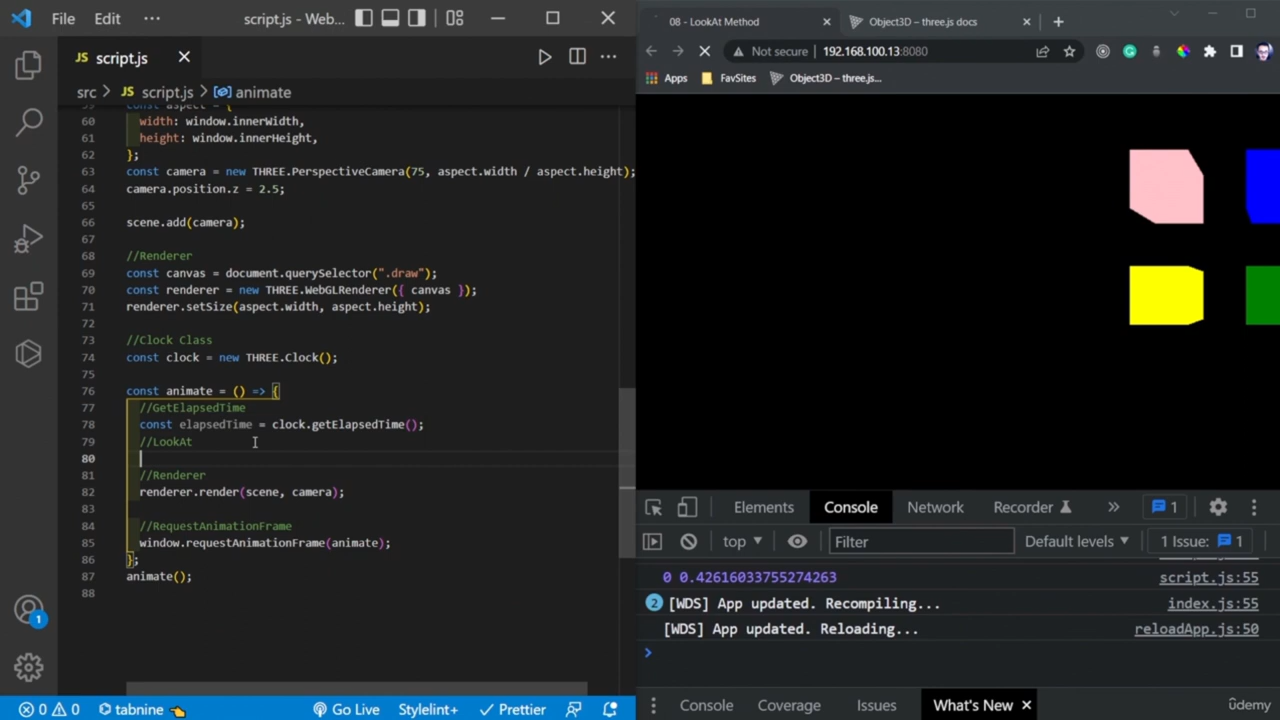 File Edit ··· script.js - Web...
JS script.js
src > JS script.js > animate
59 const aspect = {
60 width: window.innerWidth,
61 height: window.innerHeight,
62 };
63 const camera = new THREE.PerspectiveCamera(75, aspect.width / aspect.height);
64 camera.position.z = 2.5;
65
66 scene.add(camera);
67
68 //Renderer
69 const canvas = document.querySelector(".draw");
70 const renderer = new THREE.WebGLRenderer({ canvas });
71 renderer.setSize(aspect.width, aspect.height);
72
73 //Clock Class
74 const clock = new THREE.Clock();
75
76 const animate = () => {
77 //GetElapsedTime
78 const elapsedTime = clock.getElapsedTime();
79 //LookAt
80
81 //Renderer
82 renderer.render(scene, camera);
83
84 //RequestAnimationFrame
85 window.requestAnimationFrame(animate);
86 };
87 animate();
88
1
0 0 tabnine Go Live Stylelint+ Prettier
08 - LookAt Method Object3D – three.js docs
Not secure 192.168.100.13:8080
Apps FavSites Object3D – three.js...
Elements Console Network Recorder » 1
top Filter Default levels 1 Issue: 1
0 0.42616033755274263 script.js:55
2 [WDS] App updated. Recompiling... index.js:55
[WDS] App updated. Reloading... reloadApp.js:50
Console Coverage Issues What's New
ûdemy